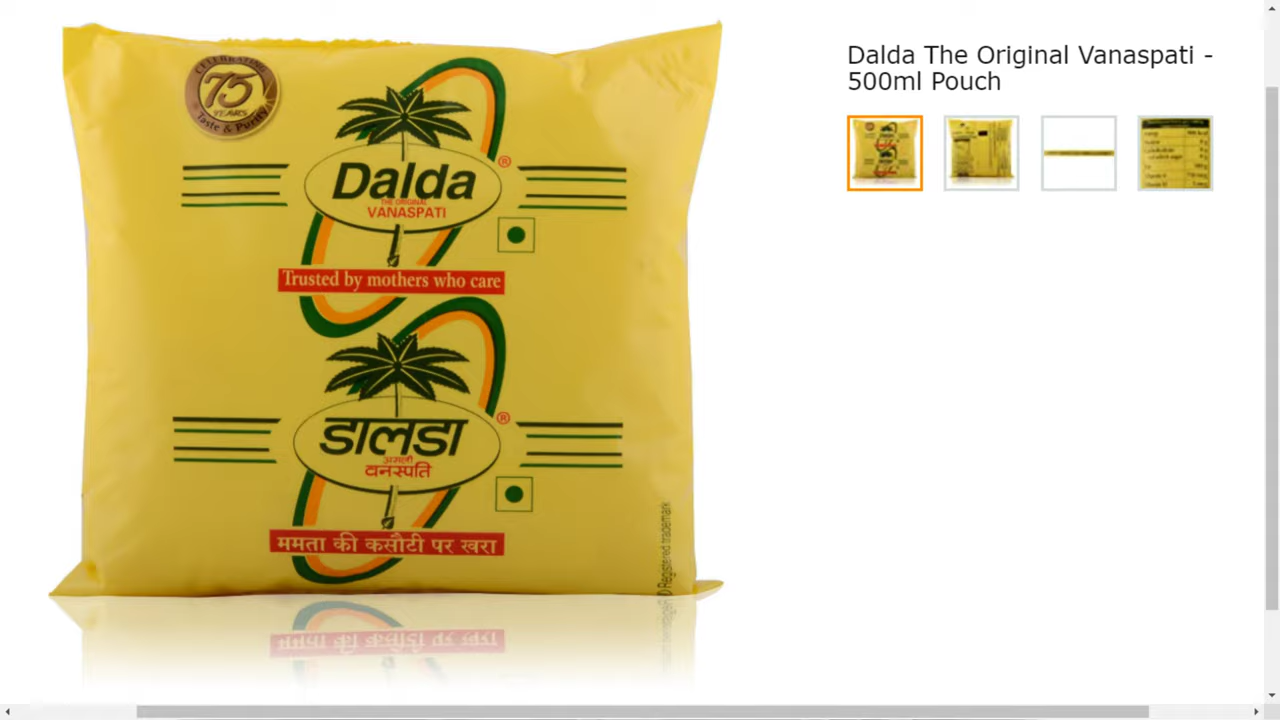 CELEBRATING
75
YEARS
Taste & Purity
Dalda
®
THE ORIGINAL
VANASPATI
Trusted by mothers who care
डालडा
®
असली
वनस्पति
ममता की कसौटी पर खरा
Registered trademark
Dalda The Original Vanaspati -
500ml Pouch